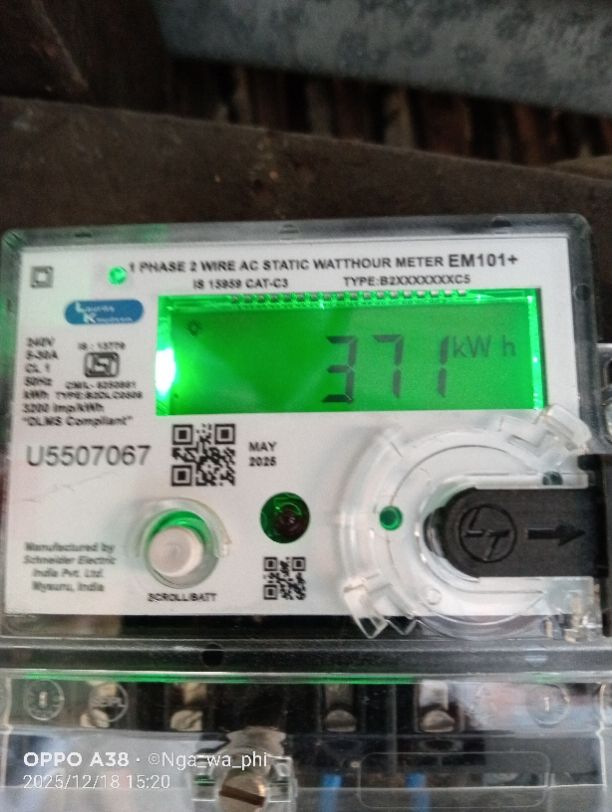 1 PHASE 2 WIRE AC STATIC WATTHOUR METER EM101+
IS 15959 CAT-C3 TYPE:B2XXXXXXXC5
240V
5-30A
CL 1
50Hz
kWh
3200 imp/kWh
"DLMS Compliant"
IS : 13779
371 kWh
U5507067
MAY
2025
Manufactured by
Schneider Electric
India Pvt. Ltd.
Mysuru, India
SCROLL/BATT
LT
OPPO A38 · ©Nga_wa_phi
2025/12/18 15:20